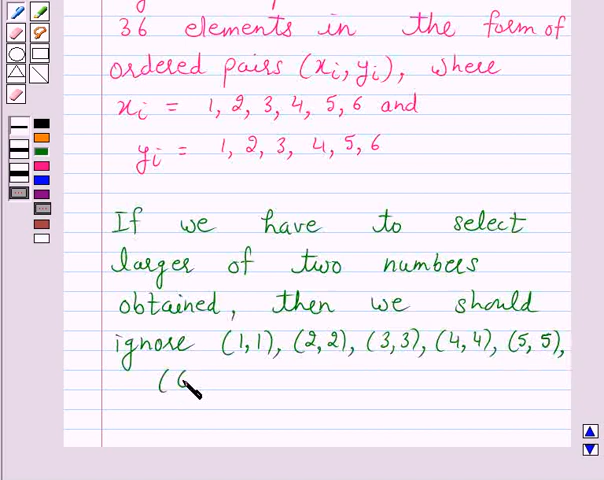 36 elements in the form of
ordered pairs (xi, yi), where
xi = 1, 2, 3, 4, 5, 6 and
yi = 1, 2, 3, 4, 5, 6
If we have to select
larger of two numbers
obtained, then we should
ignore (1,1), (2,2), (3,3), (4,4), (5,5),
(6